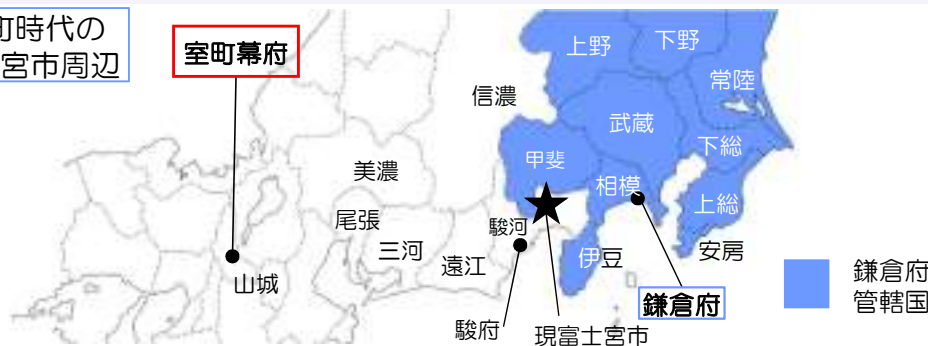 町時代の
宮市周辺
室町幕府
上野
下野
常陸
信濃
武蔵
下総
甲斐
美濃
相模
上総
尾張
駿河
三河
遠江
伊豆
安房
山城
鎌倉府
駿府
現富士宮市
鎌倉府
管轄国